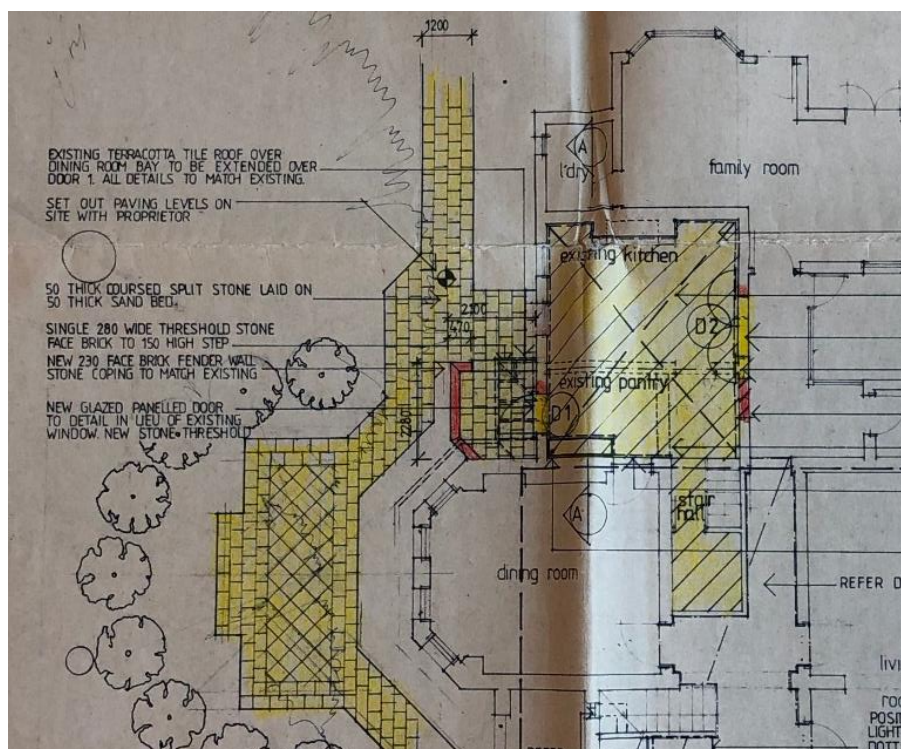 1200
EXISTING TERRACOTTA TILE ROOF OVER
DINING ROOM BAY TO BE EXTENDED OVER
DOOR 1. ALL DETAILS TO MATCH EXISTING.
SET OUT PAVING LEVELS ON
SITE WITH PROPRIETOR
50 THICK COURSED SPLIT STONE LAID ON
50 THICK SAND BED.
SINGLE 280 WIDE THRESHOLD STONE
FACE BRICK TO 150 HIGH STEP
NEW 230 FACE BRICK FENDER WALL
STONE COPING TO MATCH EXISTING
NEW GLAZED PANELLED DOOR
TO DETAIL IN LIEU OF EXISTING
WINDOW. NEW STONE THRESHOLD
A
l'dry.
family room
existing kitchen
2100
470
D2
existing pantry
D1
2280
stair
hall
A
dining room
REFER D
livi
roo
POSIT
LIGHT
DOTT